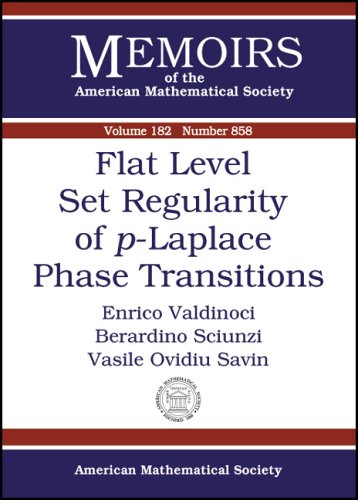 MEMOIRS
of the
American Mathematical Society
Volume 182 Number 858
Flat Level
Set Regularity
of p-Laplace
Phase Transitions
Enrico Valdinoci
Berardino Sciunzi
Vasile Ovidiu Savin
American Mathematical Society